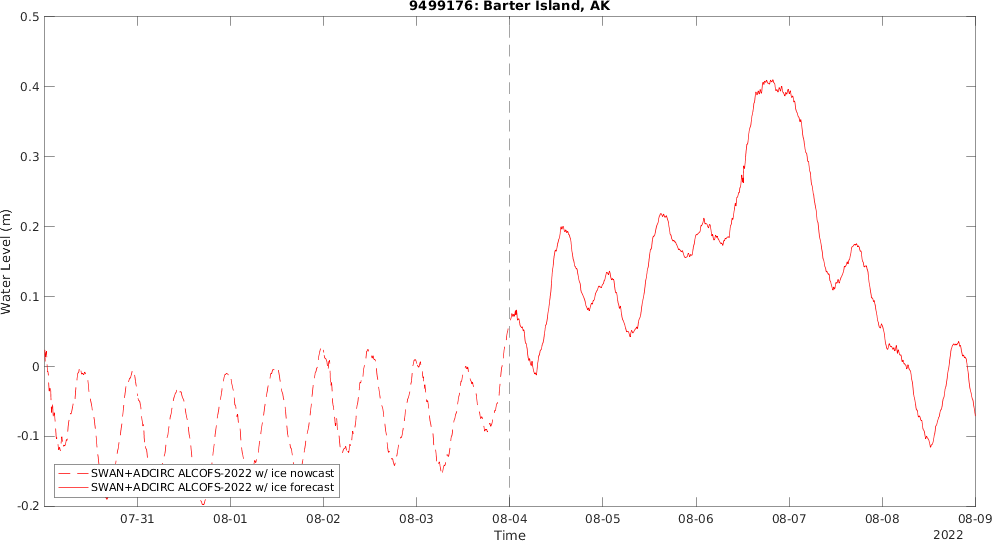 9499176: Barter Island, AK
0.5
0.4
0.3
0.2
0.1
0
-0.1
-0.2
Water Level (m)
SWAN+ADCIRC ALCOFS-2022 w/ ice nowcast
SWAN+ADCIRC ALCOFS-2022 w/ ice forecast
07-31 08-01 08-02 08-03 08-04 08-05 08-06 08-07 08-08 08-09
Time
2022